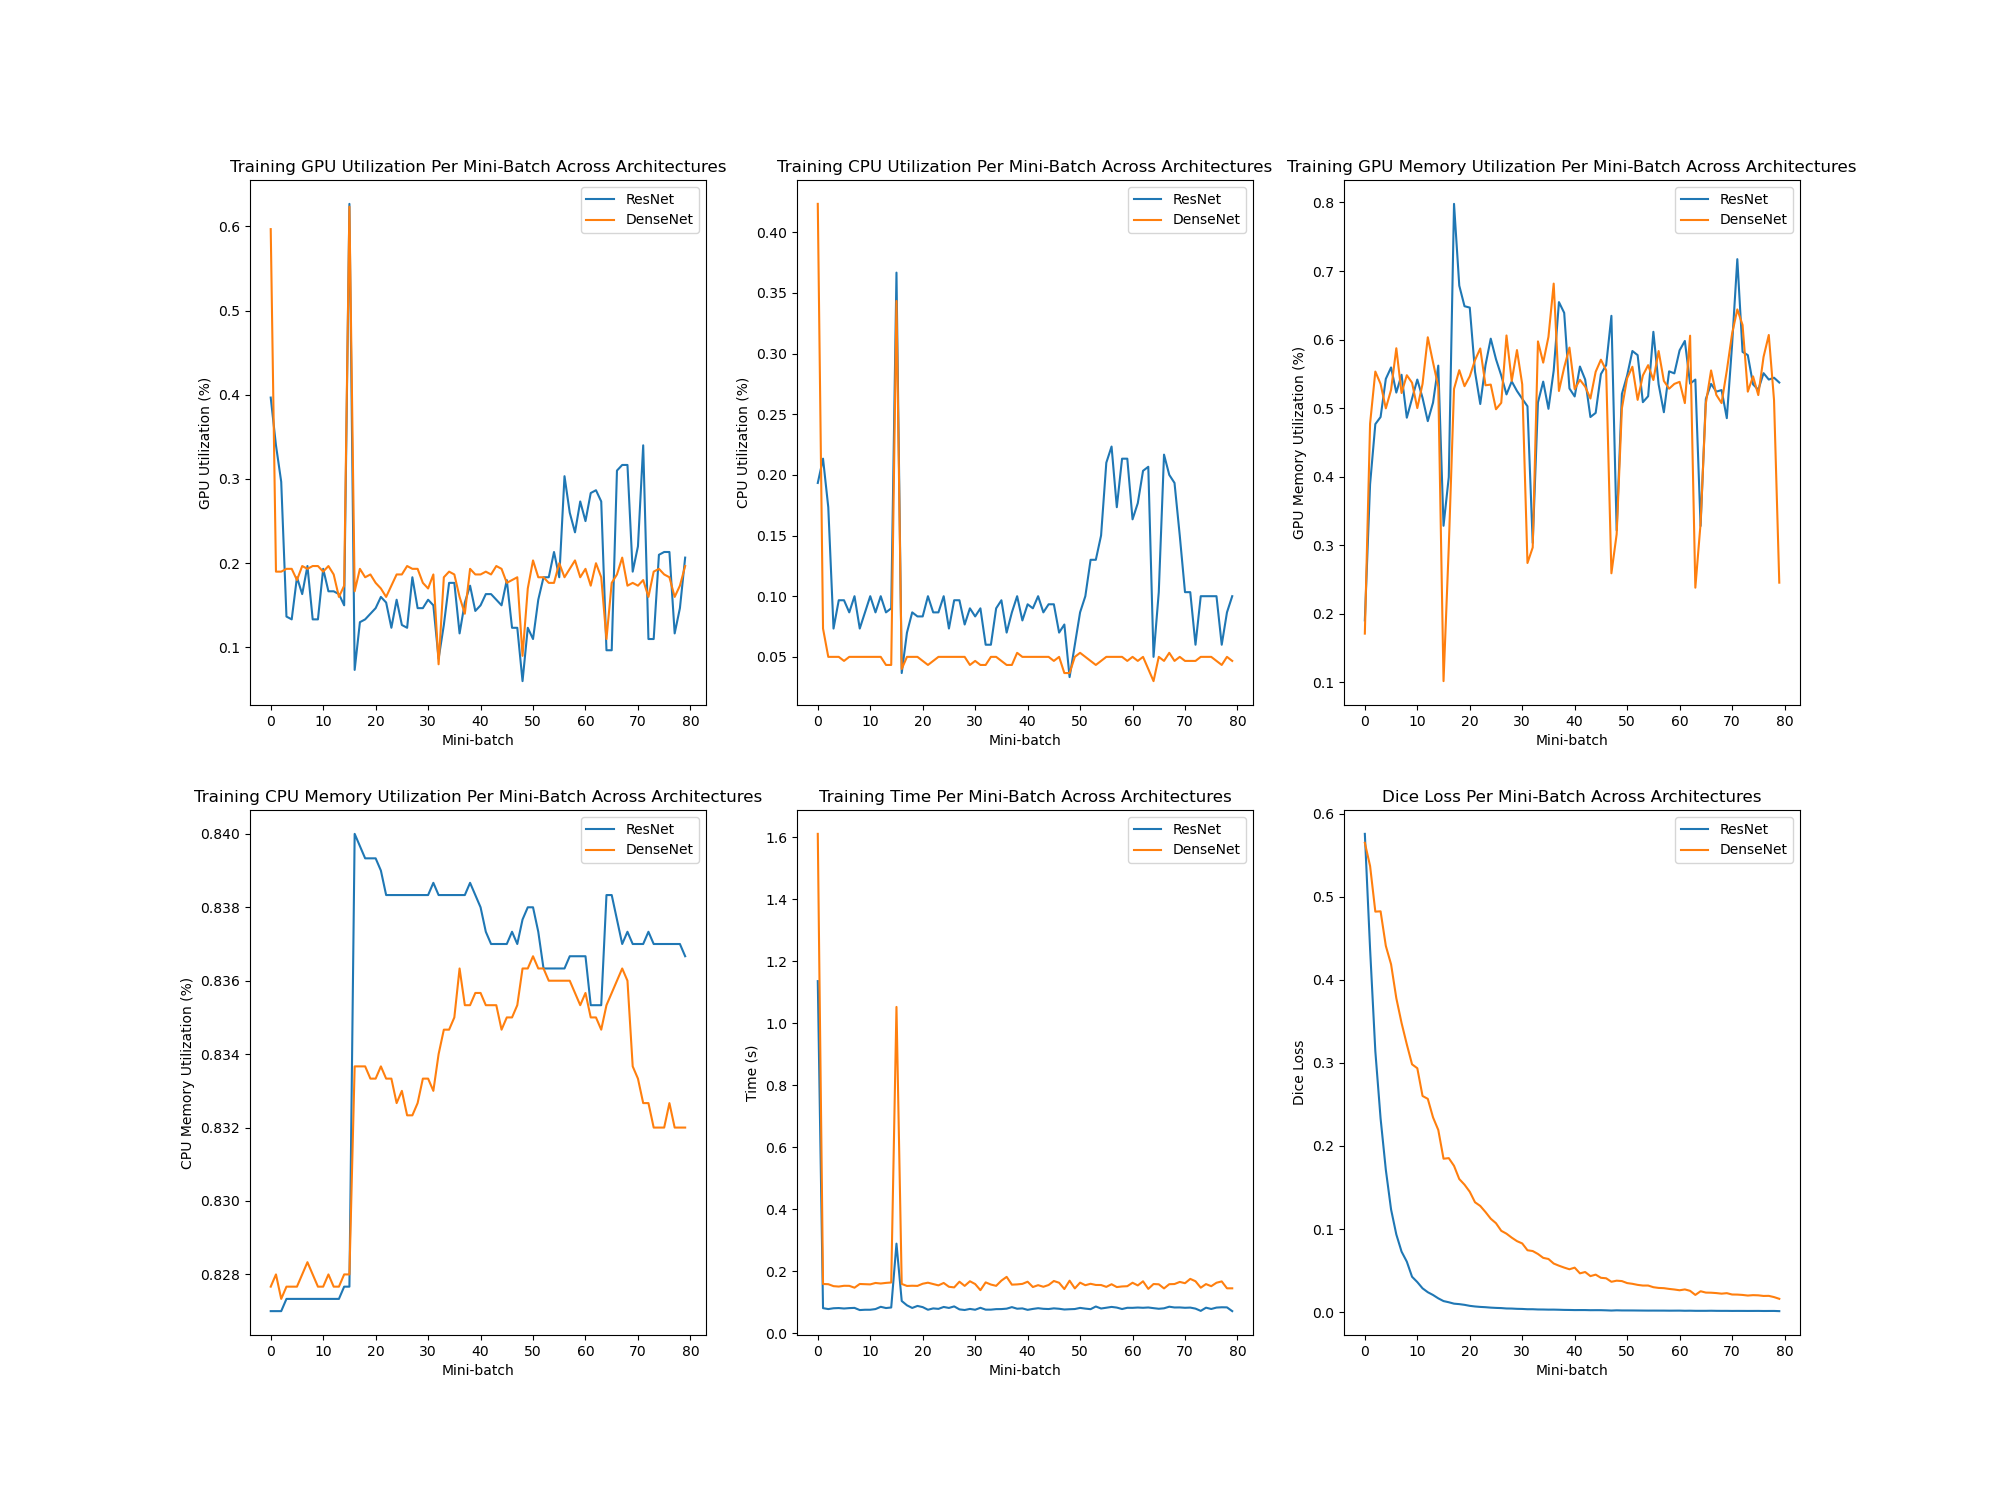 Training GPU Utilization Per Mini-Batch Across Architectures
ResNet
DenseNet
GPU Utilization (%)
0.6
0.5
0.4
0.3
0.2
0.1
0 10 20 30 40 50 60 70 80
Mini-batch
Training CPU Utilization Per Mini-Batch Across Architectures
ResNet
DenseNet
CPU Utilization (%)
0.40
0.35
0.30
0.25
0.20
0.15
0.10
0.05
0 10 20 30 40 50 60 70 80
Mini-batch
Training GPU Memory Utilization Per Mini-Batch Across Architectures
ResNet
DenseNet
GPU Memory Utilization (%)
0.8
0.7
0.6
0.5
0.4
0.3
0.2
0.1
0 10 20 30 40 50 60 70 80
Mini-batch
Training CPU Memory Utilization Per Mini-Batch Across Architectures
ResNet
DenseNet
CPU Memory Utilization (%)
0.840
0.838
0.836
0.834
0.832
0.830
0.828
0 10 20 30 40 50 60 70 80
Mini-batch
Training Time Per Mini-Batch Across Architectures
ResNet
DenseNet
Time (s)
1.6
1.4
1.2
1.0
0.8
0.6
0.4
0.2
0.0
0 10 20 30 40 50 60 70 80
Mini-batch
Dice Loss Per Mini-Batch Across Architectures
ResNet
DenseNet
Dice Loss
0.6
0.5
0.4
0.3
0.2
0.1
0.0
0 10 20 30 40 50 60 70 80
Mini-batch